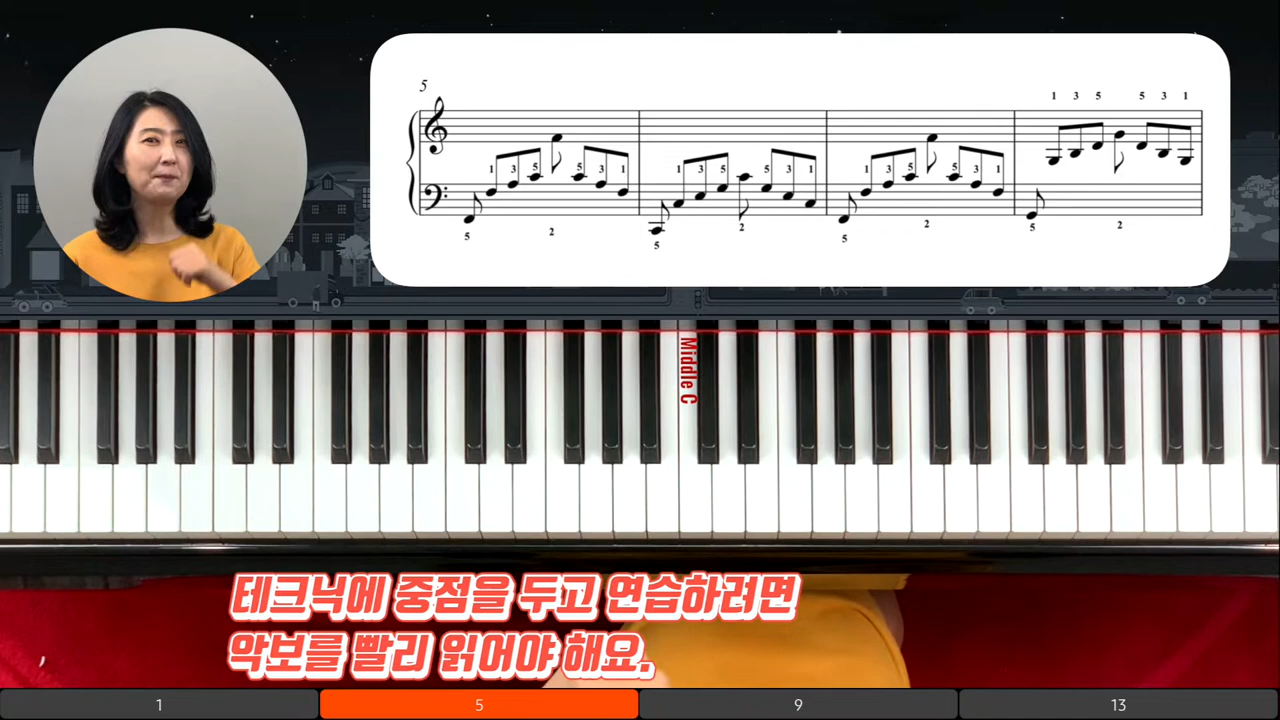 5
1 3 5 5 3 1
1 3 5 5 3 1 1 3 5 5 3 1 1 3 5 5 3 1
5 2 5 2 5 2 5 2
Middle C
테크닉에 중점을 두고 연습하려면
악보를 빨리 읽어야 해요.
1 5 9 13